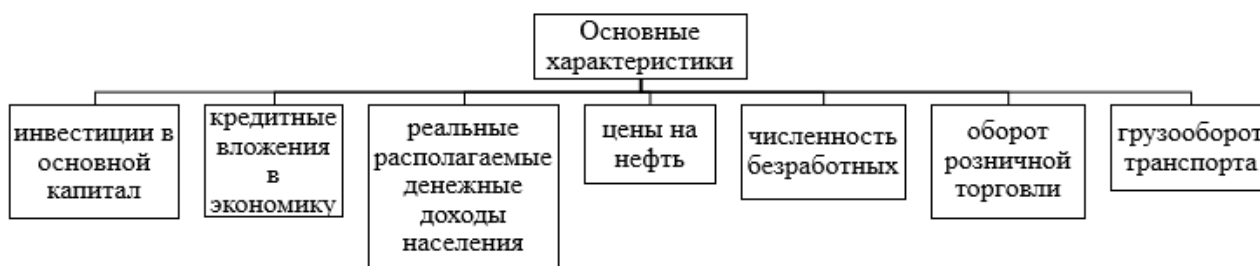 Основные
характеристики
инвестиции в
основной
капитал
кредитные
вложения
в
экономику
реальные
располагаемые
денежные
доходы
населения
цены на
нефть
численность
безработных
оборот
розничной
торговли
грузооборот
транспорта